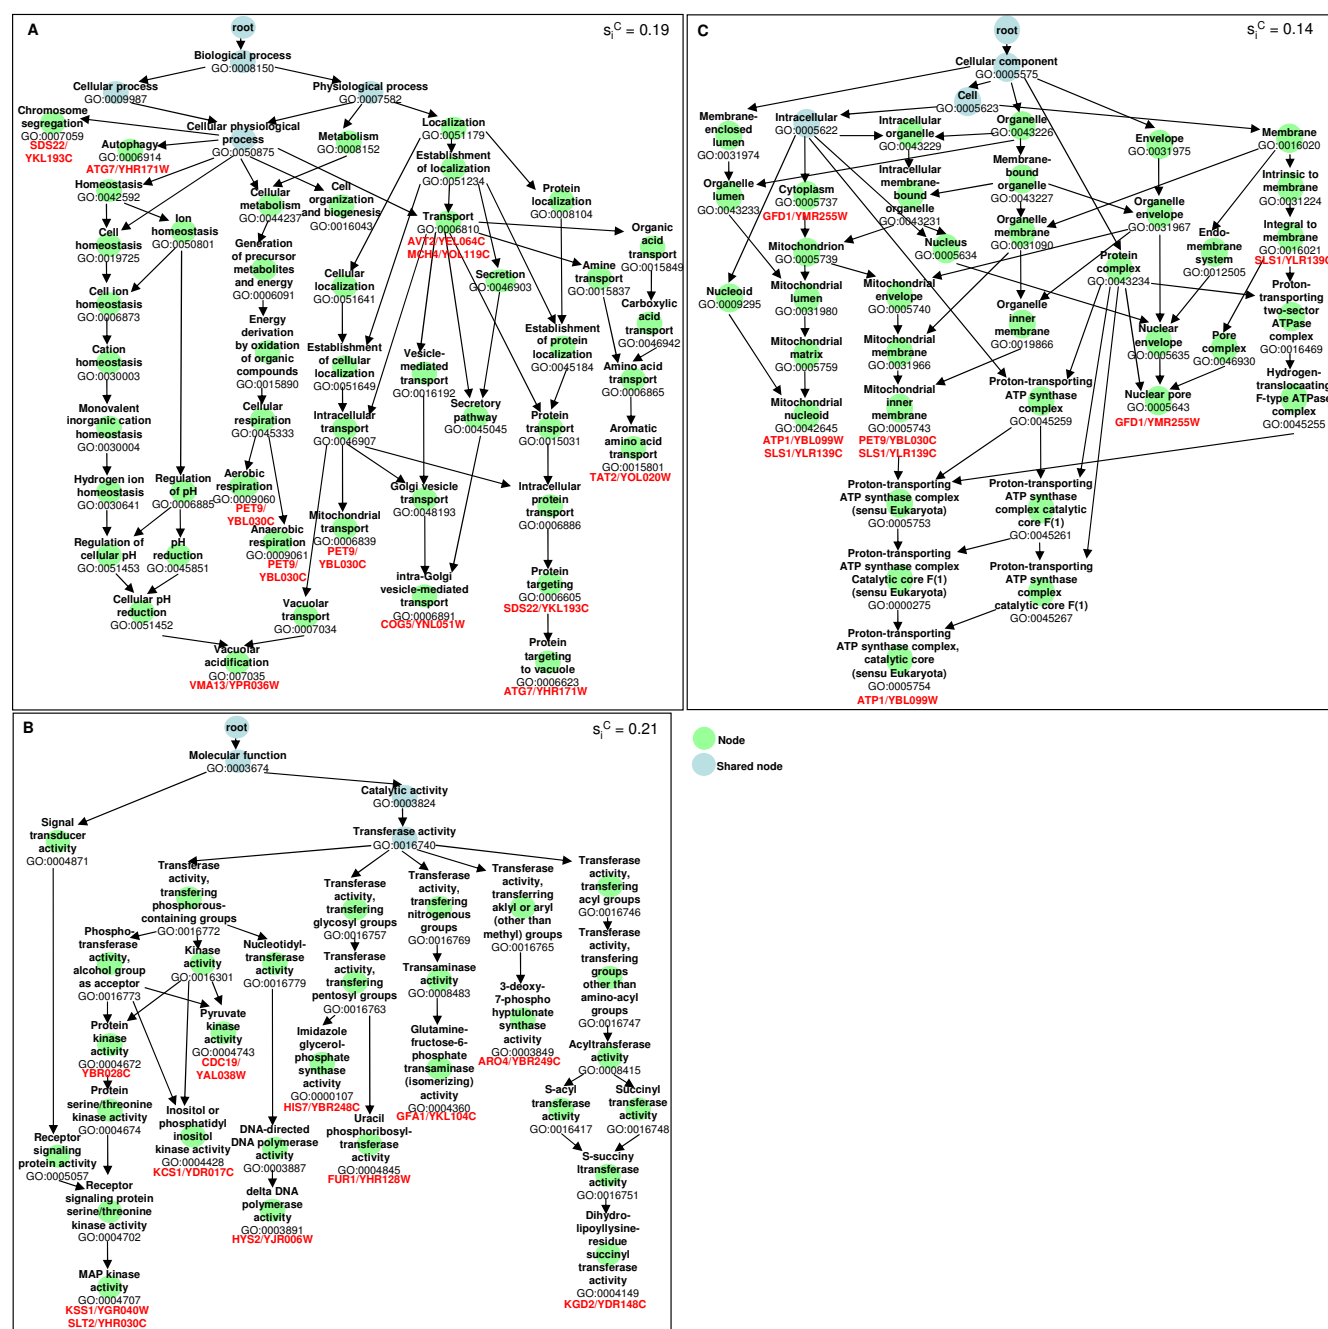 A
s_i^C = 0.19
root
Biological process
GO:0008150
Cellular process
GO:0009987
Physiological process
GO:0007582
Chromosome
segregation
GO:0007059
SDS22/
YKL193C
Cellular physiological
process
GO:0050875
Metabolism
GO:0008152
Localization
GO:0051179
Autophagy
GO:0006914
ATG7/YHR171W
Establishment
of localization
GO:0051234
Homeostasis
GO:0042592
Cellular
metabolism
GO:0044237
Cell
organization
and biogenesis
GO:0016043
Protein
localization
GO:0008104
Ion
homeostasis
GO:0050801
Transport
GO:0006810
AVT2/YEL064C
MCH4/YOL119C
Organic
acid
transport
GO:0015849
Cell
homeostasis
GO:0019725
Generation
of precursor
metabolites
and energy
GO:0006091
Cellular
localization
GO:0051641
Secretion
GO:0046903
Amine
transport
GO:0015837
Cell ion
homeostasis
GO:0006873
Carboxylic
acid
transport
GO:0046942
Energy
derivation
by oxidation
of organic
compounds
GO:0015890
Establishment
of protein
localization
GO:0045184
Cation
homeostasis
GO:0030003
Establishment
of cellular
localization
GO:0051649
Vesicle-
mediated
transport
GO:0016192
Amino acid
transport
GO:0006865
Monovalent
inorganic cation
homeostasis
GO:0030004
Cellular
respiration
GO:0045333
Intracellular
transport
GO:0046907
Secretory
pathway
GO:0045045
Protein
transport
GO:0015031
Aromatic
amino acid
transport
GO:0015801
TAT2/YOL020W
Hydrogen ion
homeostasis
GO:0030641
Regulation
of pH
GO:0006885
Aerobic
respiration
GO:0009060
PET9/
YBL030C
Golgi vesicle
transport
GO:0048193
Intracellular
protein
transport
GO:0006886
Mitochondrial
transport
GO:0006839
PET9/
YBL030C
Anaerobic
respiration
GO:0009061
PET9/
YBL030C
Regulation of
cellular pH
GO:0051453
pH
reduction
GO:0045851
intra-Golgi
vesicle-mediated
transport
GO:0006891
COG5/YNL051W
Protein
targeting
GO:0006605
SDS22/YKL193C
Cellular pH
reduction
GO:0051452
Vacuolar
transport
GO:0007034
Vacuolar
acidification
GO:007035
VMA13/YPR036W
Protein
targeting
to vacuole
GO:0006623
ATG7/YHR171W
C
s_i^C = 0.14
root
Cellular component
GO:0005575
Cell
GO:0005623
Membrane-
enclosed
lumen
GO:0031974
Intracellular
GO:0005622
Intracellular
organelle
GO:0043229
Organelle
GO:0043226
Envelope
GO:0031975
Membrane
GO:0016020
Organelle
lumen
GO:0043233
Cytoplasm
GO:0005737
GFD1/YMR255W
Intracellular
membrane-
bound
organelle
GO:0043231
Membrane-
bound
organelle
GO:0043227
Intrinsic to
membrane
GO:0031224
Organelle
membrane
GO:0031090
Organelle
envelope
GO:0031967
Integral to
membrane
GO:0016021
SLS1/YLR139C
Mitochondrion
GO:0005739
Nucleus
GO:0005634
Endo-
membrane
system
GO:0012505
Protein
complex
GO:0043234
Nucleoid
GO:0009295
Mitochondrial
lumen
GO:0031980
Mitochondrial
envelope
GO:0005740
Organelle
inner
membrane
GO:0019866
Proton-
transporting
two-sector
ATPase
complex
GO:0016469
Nuclear
envelope
GO:0005635
Pore
complex
GO:0046930
Mitochondrial
matrix
GO:0005759
Mitochondrial
membrane
GO:0031966
Hydrogen-
translocating
F-type ATPase
complex
GO:0045255
Mitochondrial
nucleoid
GO:0042645
ATP1/YBL099W
SLS1/YLR139C
Mitochondrial
inner
membrane
GO:0005743
PET9/YBL030C
SLS1/YLR139C
Proton-transporting
ATP synthase
complex
GO:0045259
Nuclear pore
GO:0005643
GFD1/YMR255W
Proton-transporting
ATP synthase complex
(sensu Eukaryota)
GO:0005753
Proton-transporting
ATP synthase
complex catalytic
core F(1)
GO:0045261
Proton-transporting
ATP synthase complex
Catalytic core F(1)
(sensu Eukaryota)
GO:0000275
Proton-transporting
ATP synthase
complex
catalytic core F(1)
GO:0045267
Proton-transporting
ATP synthase complex,
catalytic core
(sensu Eukaryota)
GO:0005754
ATP1/YBL099W
B
s_i^C = 0.21
root
Molecular function
GO:0003674
Catalytic activity
GO:0003824
Signal
transducer
activity
GO:0004871
Transferase activity
GO:0016740
Transferase
activity,
transfering
phosphorous-
containing groups
GO:0016772
Transferase
activity,
transfering
glycosyl groups
GO:0016757
Transferase
activity,
transfering
nitrogenous
groups
GO:0016769
Transferase
activity,
transferring
aklyl or aryl
(other than
methyl) groups
GO:0016765
Transferase
activity,
transfering
acyl groups
GO:0016746
Phospho-
transferase
activity,
alcohol group
as acceptor
GO:0016773
Kinase
activity
GO:0016301
Nucleotidyl-
transferase
activity
GO:0016779
Transferase
activity,
transfering
pentosyl groups
GO:0016763
Transaminase
activity
GO:0008483
3-deoxy-
7-phospho
hyptulonate
synthase
activity
GO:0003849
ARO4/YBR249C
Transferase
activity,
transfering
groups
other than
amino-acyl
groups
GO:0016747
Protein
kinase
activity
GO:0004672
YBR028C
Pyruvate
kinase
activity
GO:0004743
CDC19/
YAL038W
Imidazole
glycerol-
phosphate
synthase
activity
GO:0000107
HIS7/YBR248C
Glutamine-
fructose-6-
phosphate
transaminase
(isomerizing)
activity
GO:0004360
GFA1/YKL104C
Acyltransferase
activity
GO:0008415
Protein
serine/threonine
kinase activity
GO:0004674
Inositol or
phosphatidyl
inositol
kinase activity
GO:0004428
KCS1/YDR017C
DNA-directed
DNA polymerase
activity
GO:0003887
Uracil
phosphoribosyl-
transferase
activity
GO:0004845
FUR1/YHR128W
S-acyl
transferase
activity
GO:0016417
Succinyl
transferase
activity
GO:0016748
Receptor
signaling
protein activity
GO:0005057
Receptor
signaling protein
serine/threonine
kinase activity
GO:0004702
delta DNA
polymerase
activity
GO:0003891
HYS2/YJR006W
S-succiny
ltransferase
activity
GO:0016751
MAP kinase
activity
GO:0004707
KSS1/YGR040W
SLT2/YHR030C
Dihydro-
lipoyllysine-
residue
succinyl
transferase
activity
GO:0004149
KGD2/YDR148C
Node
Shared node